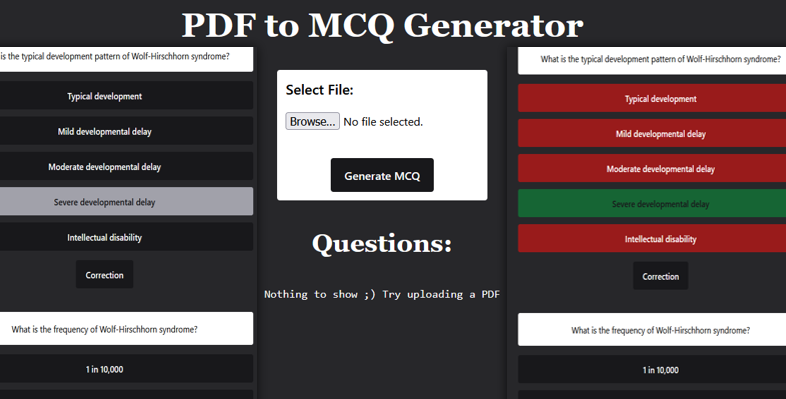 PDF to MCQ Generator
is the typical development pattern of Wolf-Hirschhorn syndrome?
Typical development
Mild developmental delay
Moderate developmental delay
Severe developmental delay
Intellectual disability
Correction
What is the frequency of Wolf-Hirschhorn syndrome?
1 in 10,000
Select File:
Browse... No file selected.
Generate MCQ
Questions:
Nothing to show ;) Try uploading a PDF
What is the typical development pattern of Wolf-Hirschhorn syndrome?
Typical development
Mild developmental delay
Moderate developmental delay
Severe developmental delay
Intellectual disability
Correction
What is the frequency of Wolf-Hirschhorn syndrome?
1 in 10,000